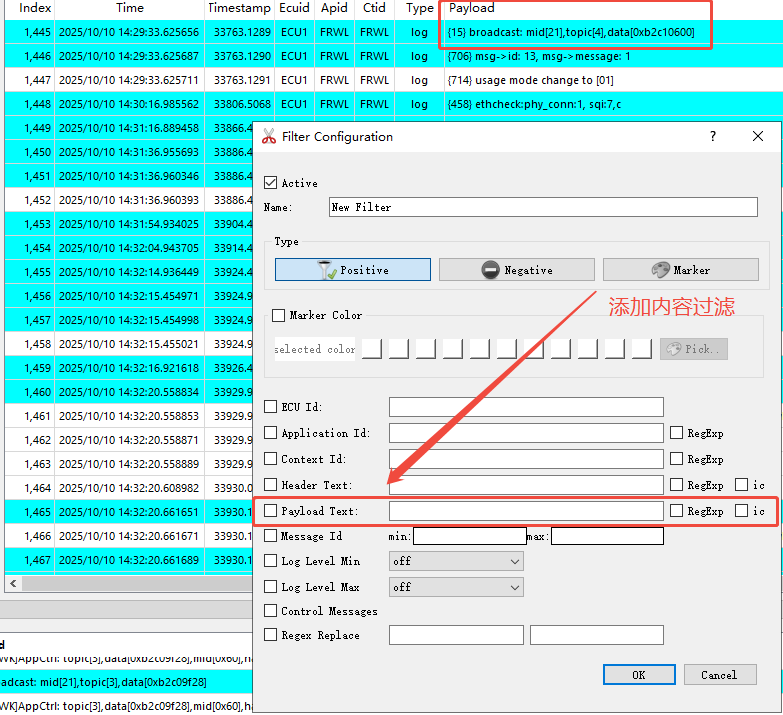 Index Time Timestamp Ecuid Apid Ctid Type Payload
1,445 2025/10/10 14:29:33.625656 33763.1289 ECU1 FRWL FRWL log {15} broadcast: mid[21],topic[4],data[0xb2c10600]
1,446 2025/10/10 14:29:33.625687 33763.1290 ECU1 FRWL FRWL log {706} msg->id: 13, msg->message: 1
1,447 2025/10/10 14:29:33.625711 33763.1291 ECU1 FRWL FRWL log {714} usage mode change to [01]
1,448 2025/10/10 14:30:16.985562 33806.5068 ECU1 FRWL FRWL log {458} ethcheck:phy_conn:1, sqi:7,c
1,449 2025/10/10 14:31:16.889458 33866.4
1,450 2025/10/10 14:31:36.955693 33886.4
1,451 2025/10/10 14:31:36.960346 33886.4
1,452 2025/10/10 14:31:36.960393 33886.4
1,453 2025/10/10 14:31:54.934025 33904.4
1,454 2025/10/10 14:32:04.943705 33914.4
1,455 2025/10/10 14:32:14.936449 33924.4
1,456 2025/10/10 14:32:15.454971 33924.9
1,457 2025/10/10 14:32:15.454998 33924.9
1,458 2025/10/10 14:32:15.455021 33924.9
1,459 2025/10/10 14:32:16.921618 33926.4
1,460 2025/10/10 14:32:20.558834 33929.9
1,461 2025/10/10 14:32:20.558853 33929.9
1,462 2025/10/10 14:32:20.558871 33929.9
1,463 2025/10/10 14:32:20.558889 33929.9
1,464 2025/10/10 14:32:20.608982 33930.0
1,465 2025/10/10 14:32:20.661651 33930.1
1,466 2025/10/10 14:32:20.661671 33930.1
1,467 2025/10/10 14:32:20.661689 33930.1
Filter Configuration ?
Active
Name: New Filter
Type
Positive Negative Marker
添加内容过滤
Marker Color
selected color Pick..
ECU Id:
Application Id: RegExp
Context Id: RegExp
Header Text: RegExp ic
Payload Text: RegExp ic
Message Id min: max:
Log Level Min off
Log Level Max off
Control Messages
Regex Replace
OK Cancel
d
WK]AppCtrl: topic[3],data[0xb2c09f28],mid[0x60],ha
adcast: mid[21],topic[3],data[0xb2c09f28]
WK]AppCtrl: topic[3],data[0xb2c09f28],mid[0x60],ha